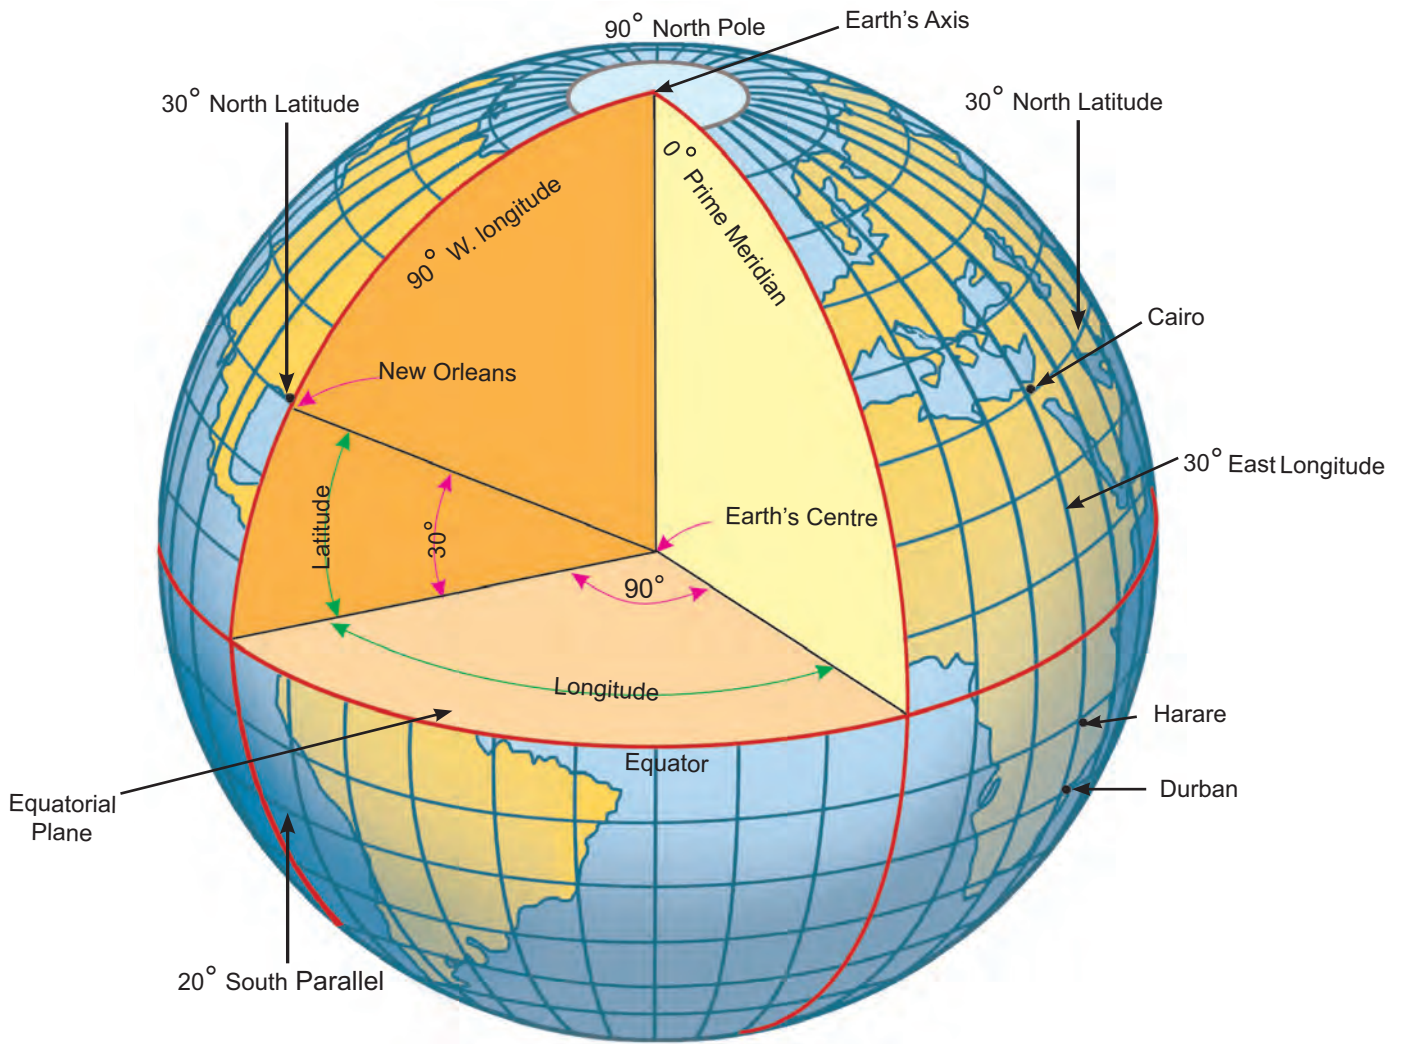 90° North Pole
Earth's Axis
30° North Latitude
30° North Latitude
0° Prime Meridian
90° W. longitude
Cairo
New Orleans
30° East Longitude
Latitude
30°
Earth's Centre
90°
Longitude
Harare
Equator
Durban
Equatorial
Plane
20° South Parallel